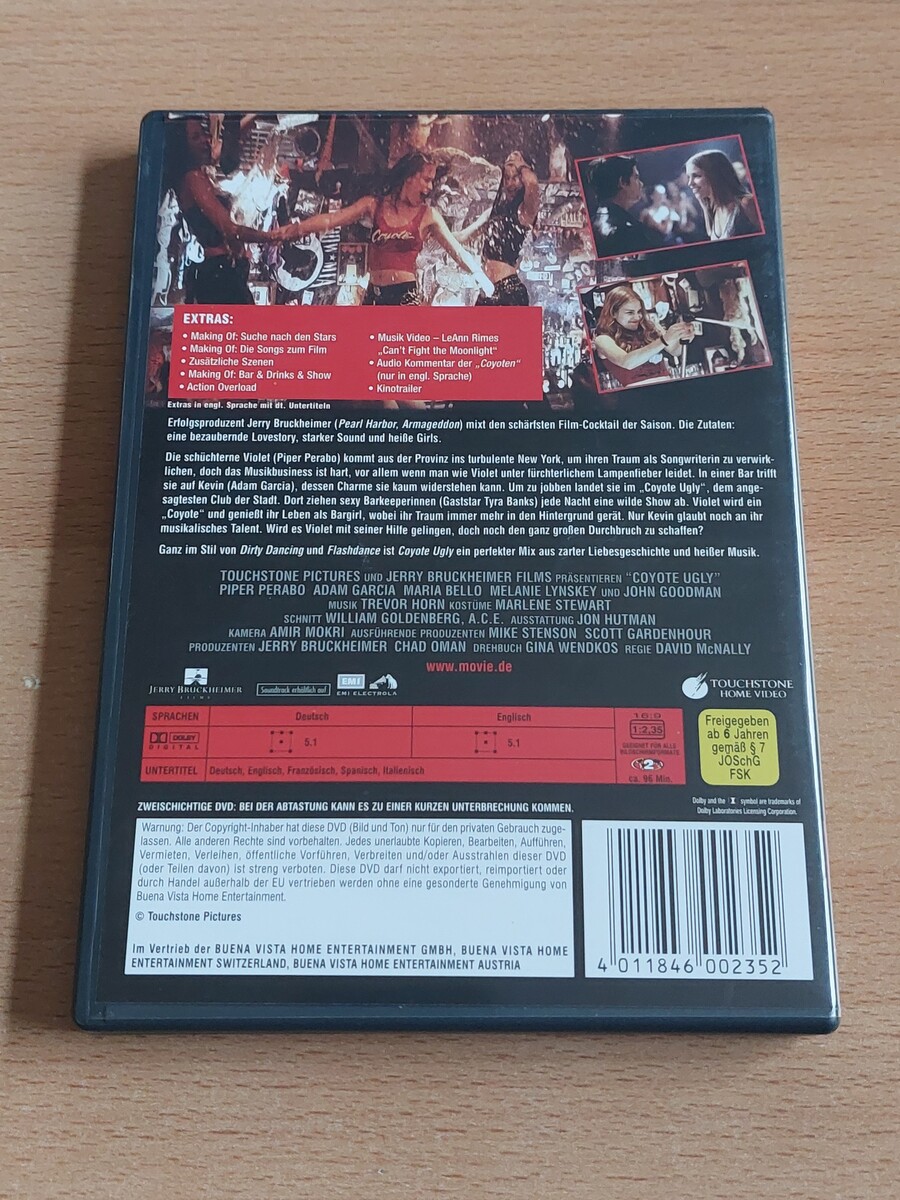 Coyote
EXTRAS:
• Making Of: Suche nach den Stars
• Making Of: Die Songs zum Film
• Zusätzliche Szenen
• Making Of: Bar & Drinks & Show
• Action Overload
• Musik Video – LeAnn Rimes
„Can't Fight the Moonlight“
• Audio Kommentar der „Coyoten“
(nur in engl. Sprache)
• Kinotrailer
Extras in engl. Sprache mit dt. Untertiteln
Erfolgsproduzent Jerry Bruckheimer (Pearl Harbor, Armageddon) mixt den schärfsten Film-Cocktail der Saison. Die Zutaten:
eine bezaubernde Lovestory, starker Sound und heiße Girls.
Die schüchterne Violet (Piper Perabo) kommt aus der Provinz ins turbulente New York, um ihren Traum als Songwriterin zu verwirk-
lichen, doch das Musikbusiness ist hart, vor allem wenn man wie Violet unter fürchterlichem Lampenfieber leidet. In einer Bar trifft
sie auf Kevin (Adam Garcia), dessen Charme sie kaum widerstehen kann. Um zu jobben landet sie im „Coyote Ugly“, dem ange-
sagtesten Club der Stadt. Dort ziehen sexy Barkeeperinnen (Gaststar Tyra Banks) jede Nacht eine wilde Show ab. Violet wird ein
„Coyote“ und genießt ihr Leben als Bargirl, wobei ihr Traum immer mehr in den Hintergrund gerät. Nur Kevin glaubt noch an ihr
musikalisches Talent. Wird es Violet mit seiner Hilfe gelingen, doch noch den ganz großen Durchbruch zu schaffen?
Ganz im Stil von Dirty Dancing und Flashdance ist Coyote Ugly ein perfekter Mix aus zarter Liebesgeschichte und heißer Musik.
TOUCHSTONE PICTURES UND JERRY BRUCKHEIMER FILMS PRÄSENTIEREN "COYOTE UGLY"
PIPER PERABO ADAM GARCIA MARIA BELLO MELANIE LYNSKEY UND JOHN GOODMAN
MUSIK TREVOR HORN KOSTÜME MARLENE STEWART
SCHNITT WILLIAM GOLDENBERG, A.C.E. AUSSTATTUNG JON HUTMAN
KAMERA AMIR MOKRI AUSFÜHRENDE PRODUZENTEN MIKE STENSON SCOTT GARDENHOUR
PRODUZENTEN JERRY BRUCKHEIMER CHAD OMAN DREHBUCH GINA WENDKOS REGIE DAVID McNALLY
www.movie.de
JERRY BRUCKHEIMER
FILMS
Soundtrack erhältlich auf
EMI
EMI ELECTROLA
TOUCHSTONE
HOME VIDEO
SPRACHEN
Deutsch
Englisch
DOLBY
DIGITAL
5.1
5.1
UNTERTITEL
Deutsch, Englisch, Französisch, Spanisch, Italienisch
16:9
1:2,35
GEEIGNET FÜR ALLE
BILDSCHIRMFORMATE
2
ca. 96 Min.
Freigegeben
ab 6 Jahren
gemäß § 7
JÖSchG
FSK
ZWEISCHICHTIGE DVD: BEI DER ABTASTUNG KANN ES ZU EINER KURZEN UNTERBRECHUNG KOMMEN.
Dolby and the symbol are trademarks of
Dolby Laboratories Licensing Corporation.
Warnung: Der Copyright-Inhaber hat diese DVD (Bild und Ton) nur für den privaten Gebrauch zuge-
lassen. Alle anderen Rechte sind vorbehalten. Jedes unerlaubte Kopieren, Bearbeiten, Aufführen,
Vermieten, Verleihen, öffentliche Vorführen, Verbreiten und/oder Ausstrahlen dieser DVD
(oder Teilen davon) ist streng verboten. Diese DVD darf nicht exportiert, reimportiert oder
durch Handel außerhalb der EU vertrieben werden ohne eine gesonderte Genehmigung von
Buena Vista Home Entertainment.
© Touchstone Pictures
Im Vertrieb der BUENA VISTA HOME ENTERTAINMENT GMBH, BUENA VISTA HOME
ENTERTAINMENT SWITZERLAND, BUENA VISTA HOME ENTERTAINMENT AUSTRIA
4 011846 002352